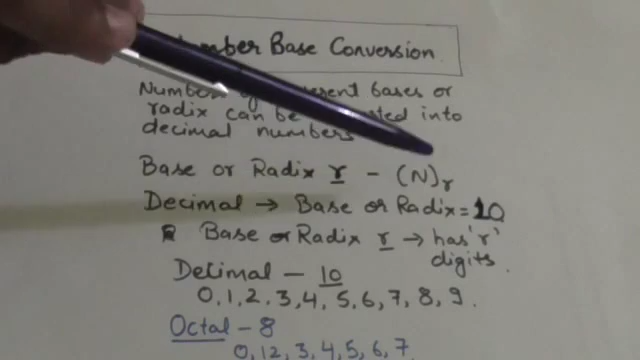 Number Base Conversion
Numbers of different bases or
radix can be converted into
decimal numbers
Base or Radix r - (N)r
Decimal → Base or Radix = 10
Base or Radix r → has 'r'
digits.
Decimal - 10
0, 1, 2, 3, 4, 5, 6, 7, 8, 9.
Octal - 8
0, 12, 3, 4, 5, 6, 7